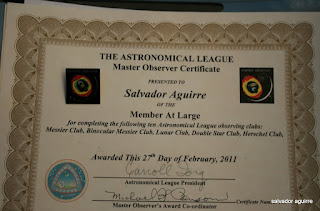 THE ASTRONOMICAL LEAGUE
Master Observer Certificate
PRESENTED TO
Salvador Aguirre
OF THE
Member At Large
for completing the following ten Astronomical League observing clubs:
Messier Club, Binocular Messier Club, Lunar Club, Double Star Club, Herschel Club,
Awarded This 27th Day of February, 2011
Carroll Iorg
Astronomical League President
Master Observer's Award Co-ordinator
Certificate
salvador aguirre